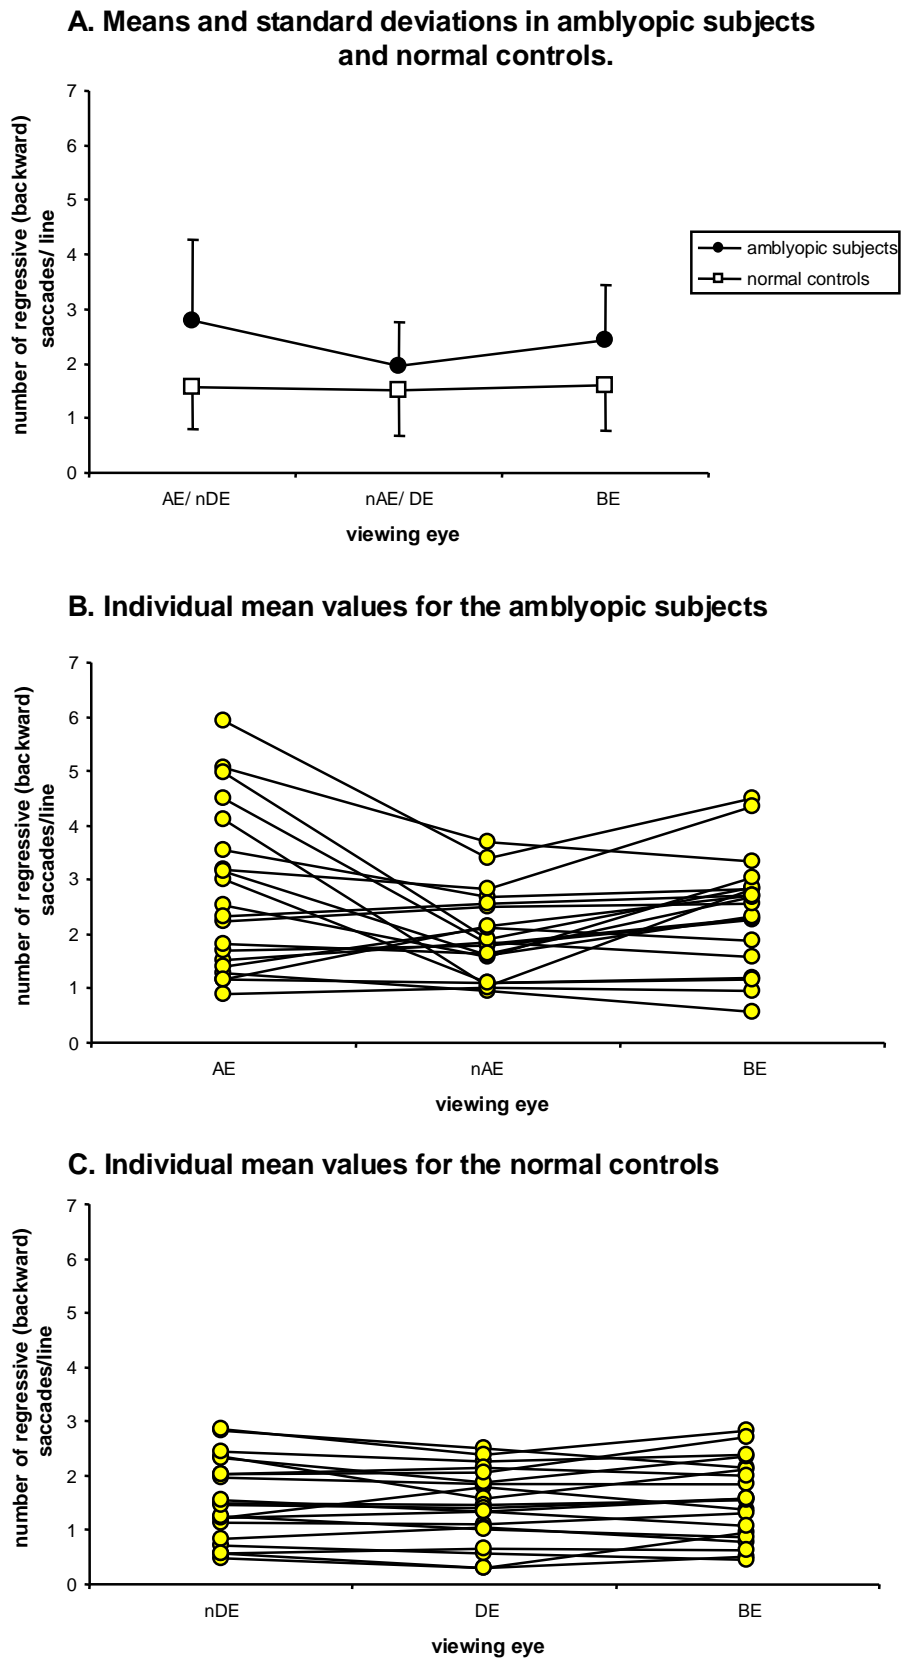 A. Means and standard deviations in amblyopic subjects
and normal controls.
7
6
5
4
3
2
1
0
number of regressive (backward)
saccades/ line
AE/ nDE
nAE/ DE
BE
viewing eye
amblyopic subjects
normal controls
B. Individual mean values for the amblyopic subjects
7
6
5
4
3
2
1
0
number of regressive (backward)
saccades/line
AE
nAE
BE
viewing eye
C. Individual mean values for the normal controls
7
6
5
4
3
2
1
0
number of regressive (backward)
saccades/line
nDE
DE
BE
viewing eye